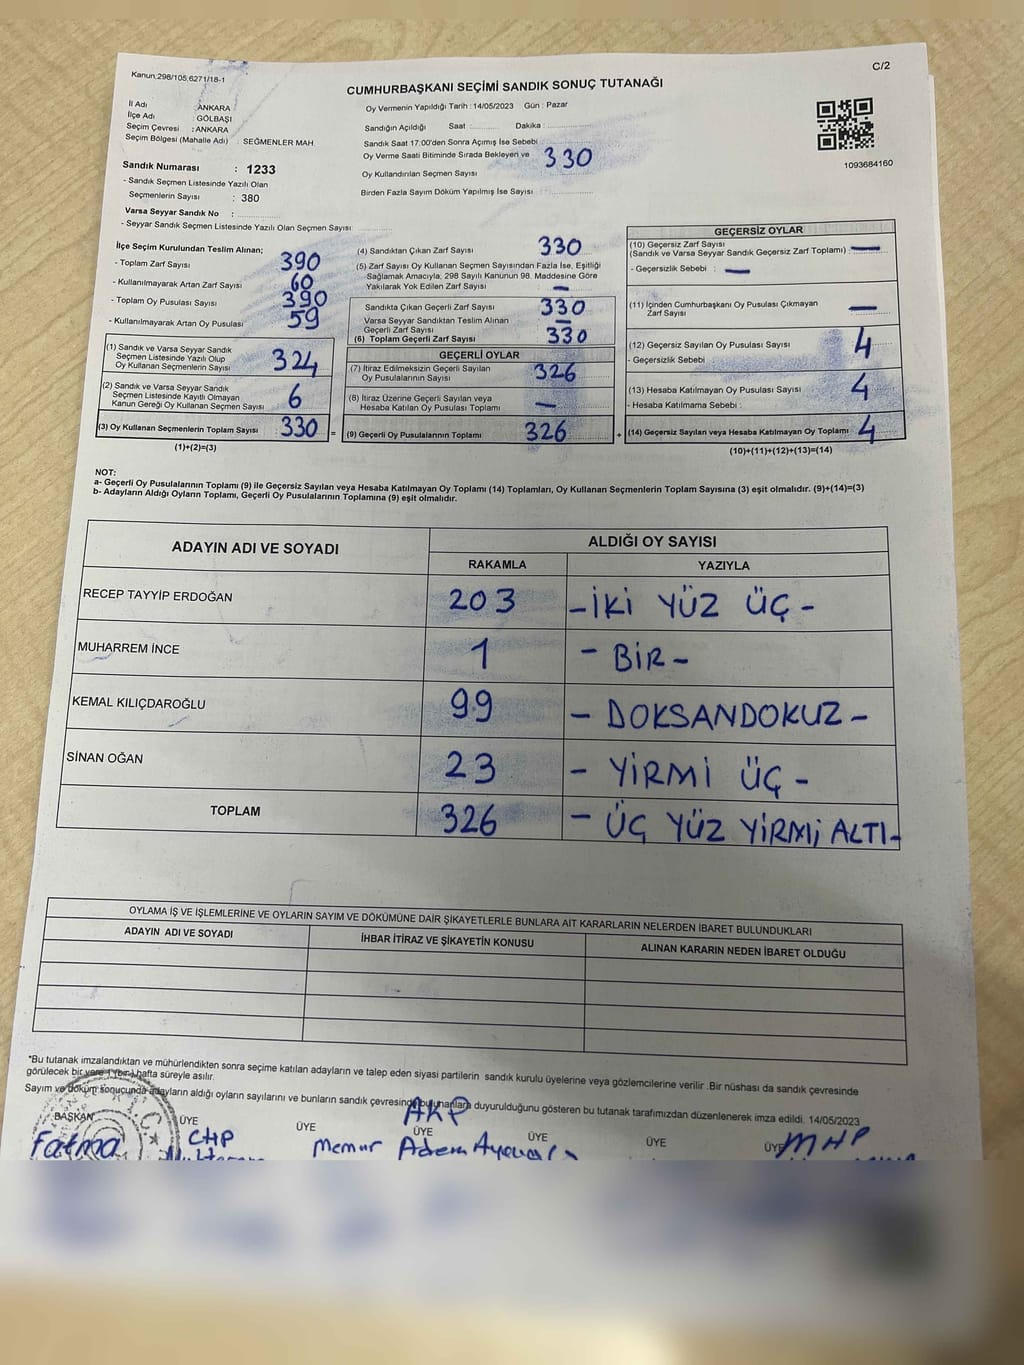 Kanun;298/105,6271/18-1
C/2
CUMHURBAŞKANI SEÇİMİ SANDIK SONUÇ TUTANAĞI
Oy Vermenin Yapıldığı Tarih : 14/05/2023 Gün : Pazar
İl Adı : ANKARA
İlçe Adı : GÖLBAŞI
Seçim Çevresi : ANKARA
Seçim Bölgesi (Mahalle Adı) : SEĞMENLER MAH.
Sandık Numarası : 1233
- Sandık Seçmen Listesinde Yazılı Olan
Seçmenlerin Sayısı : 380
Varsa Seyyar Sandık No :
- Seyyar Sandık Seçmen Listesinde Yazılı Olan Seçmen Sayısı:
Sandığın Açıldığı Saat : Dakika :
Sandık Saat 17.00'den Sonra Açımış İse Sebebi
Oy Verme Saati Bitiminde Sırada Bekleyen ve
Oy Kullandırılan Seçmen Sayısı 330
Birden Fazla Sayım Döküm Yapılmış İse Sayısı
1093684160
İlçe Seçim Kurulundan Teslim Alınan;
- Toplam Zarf Sayısı 390
- Kullanılmayarak Artan Zarf Sayısı 60
- Toplam Oy Pusulası Sayısı 390
- Kullanılmayarak Artan Oy Pusulası 59
(1) Sandık ve Varsa Seyyar Sandık
Seçmen Listesinde Yazılı Olup
Oy Kullanan Seçmenlerin Sayısı 324
(2) Sandık ve Varsa Seyyar Sandık
Seçmen Listesinde Kayıtlı Olmayan
Kanun Gereği Oy Kullanan Seçmen Sayısı 6
(3) Oy Kullanan Seçmenlerin Toplam Sayısı 330 =
(1)+(2)=(3)
(4) Sandıktan Çıkan Zarf Sayısı 330
(5) Zarf Sayısı Oy Kullanan Seçmen Sayısından Fazla İse, Eşitliği
Sağlamak Amacıyla, 298 Sayılı Kanunun 98. Maddesine Göre
Yakılarak Yok Edilen Zarf Sayısı : —
Sandıkta Çıkan Geçerli Zarf Sayısı 330
Varsa Seyyar Sandıktan Teslim Alınan
Geçerli Zarf Sayısı —
(6) Toplam Geçerli Zarf Sayısı 330
GEÇERLİ OYLAR
(7) İtiraz Edilmeksizin Geçerli Sayılan
Oy Pusulalarının Sayısı 326
(8) İtiraz Üzerine Geçerli Sayılan veya
Hesaba Katılan Oy Pusulası Toplamı —
(9) Geçerli Oy Pusulalarının Toplamı 326 +
GEÇERSİZ OYLAR
(10) Geçersiz Zarf Sayısı
(Sandık ve Varsa Seyyar Sandık Geçersiz Zarf Toplamı) —
- Geçersizlik Sebebi : —
(11) İçinden Cumhurbaşkanı Oy Pusulası Çıkmayan
Zarf Sayısı —
(12) Geçersiz Sayılan Oy Pusulası Sayısı 4
- Geçersizlik Sebebi
(13) Hesaba Katılmayan Oy Pusulası Sayısı 4
- Hesaba Katılmama Sebebi :
(14) Geçersiz Sayılan veya Hesaba Katılmayan Oy Toplamı 4
(10)+(11)+(12)+(13)=(14)
NOT:
a- Geçerli Oy Pusulalarının Toplamı (9) ile Geçersiz Sayılan veya Hesaba Katılmayan Oy Toplamı (14) Toplamları, Oy Kullanan Seçmenlerin Toplam Sayısına (3) eşit olmalıdır. (9)+(14)=(3)
b- Adayların Aldığı Oyların Toplamı, Geçerli Oy Pusulalarının Toplamına (9) eşit olmalıdır.
ADAYIN ADI VE SOYADI ALDIĞI OY SAYISI
RAKAMLA YAZIYLA
RECEP TAYYİP ERDOĞAN 203 - İKİ YÜZ ÜÇ -
MUHARREM İNCE 1 - BİR -
KEMAL KILIÇDAROĞLU 99 - DOKSANDOKUZ -
SİNAN OĞAN 23 - YİRMİ ÜÇ -
TOPLAM 326 - ÜÇ YÜZ YİRMİ ALTI -
OYLAMA İŞ VE İŞLEMLERİNE VE OYLARIN SAYIM VE DÖKÜMÜNE DAİR ŞİKAYETLERLE BUNLARA AİT KARARLARIN NELERDEN İBARET BULUNDUKLARI
ADAYIN ADI VE SOYADI İHBAR İTİRAZ VE ŞİKAYETİN KONUSU ALINAN KARARIN NEDEN İBARET OLDUĞU
*Bu tutanak imzalandıktan ve mühürlendikten sonra seçime katılan adayların ve talep eden siyasi partilerin sandık kurulu üyelerine veya gözlemcilerine verilir .Bir nüshası da sandık çevresinde
görülecek bir yere 1 (bir) hafta süreyle asılır.
Sayım ve döküm sonucunda adayların aldığı oyların sayılarını ve bunların sandık çevresinde bulunanlara duyurulduğunu gösteren bu tutanak tarafımızdan düzenlenerek imza edildi. 14/05/2023
BAŞKAN ÜYE ÜYE ÜYE ÜYE ÜYE ÜYE
CHP AKP MHP
Fatma Memur Adem